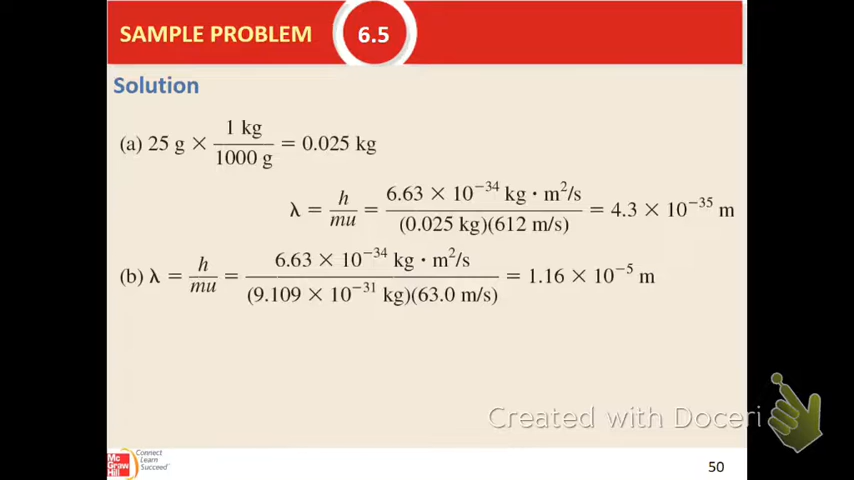 SAMPLE PROBLEM 6.5
Solution
(a) 25 g × 1 kg / 1000 g = 0.025 kg
λ = h / mu = 6.63 × 10⁻³⁴ kg · m²/s / (0.025 kg)(612 m/s) = 4.3 × 10⁻³⁵ m
(b) λ = h / mu = 6.63 × 10⁻³⁴ kg · m²/s / (9.109 × 10⁻³¹ kg)(63.0 m/s) = 1.16 × 10⁻⁵ m
Created with Doceri
Mc
Graw
Hill
Connect
Learn
Succeed™
50